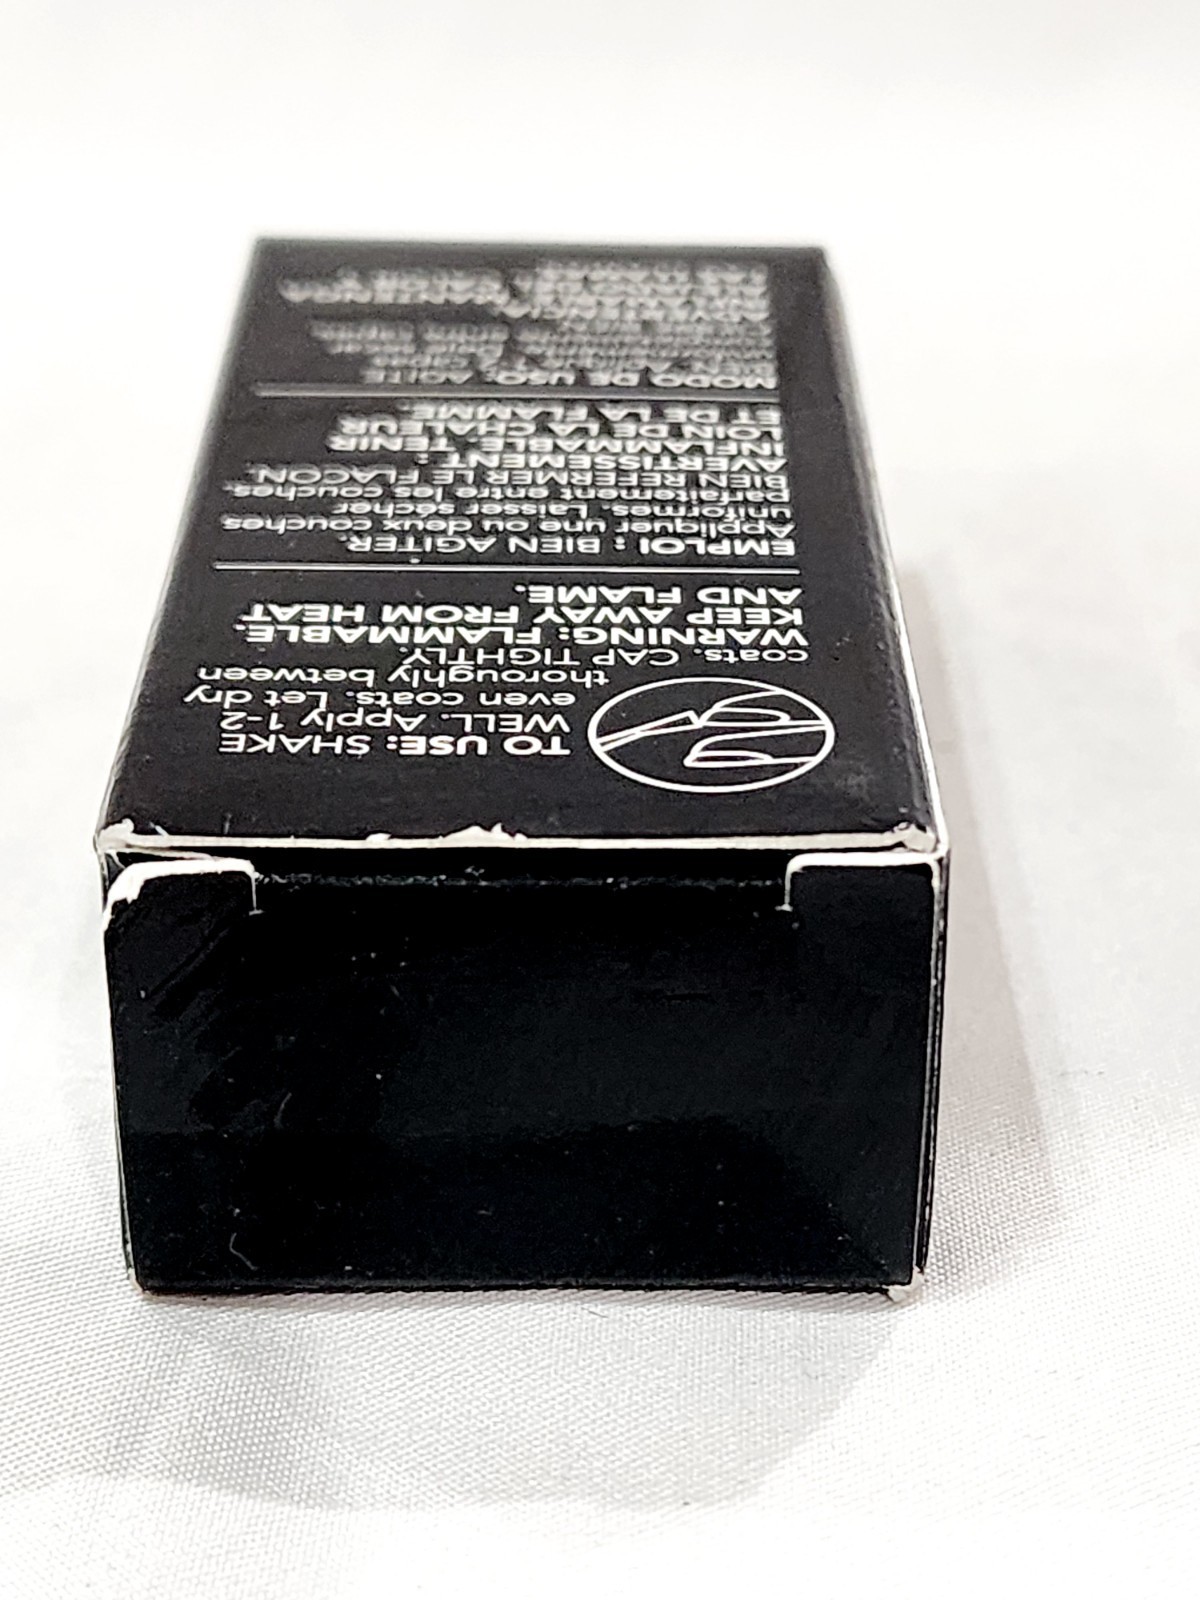 TO USE: SHAKE
WELL. Apply 1-2
even coats. Let dry
thoroughly between
coats. CAP TIGHTLY.
WARNING: FLAMMABLE.
KEEP AWAY FROM HEAT
AND FLAME.
EMPLOI : BIEN AGITER.
Appliquer une ou deux couches
uniformes. Laisser sécher
parfaitement entre les couches.
BIEN REFERMER LE FLACON.
AVERTISSEMENT :
INFLAMMABLE. TENIR
LOIN DE LA CHALEUR
ET DE LA FLAMME.
MODO DE USO: AGITE